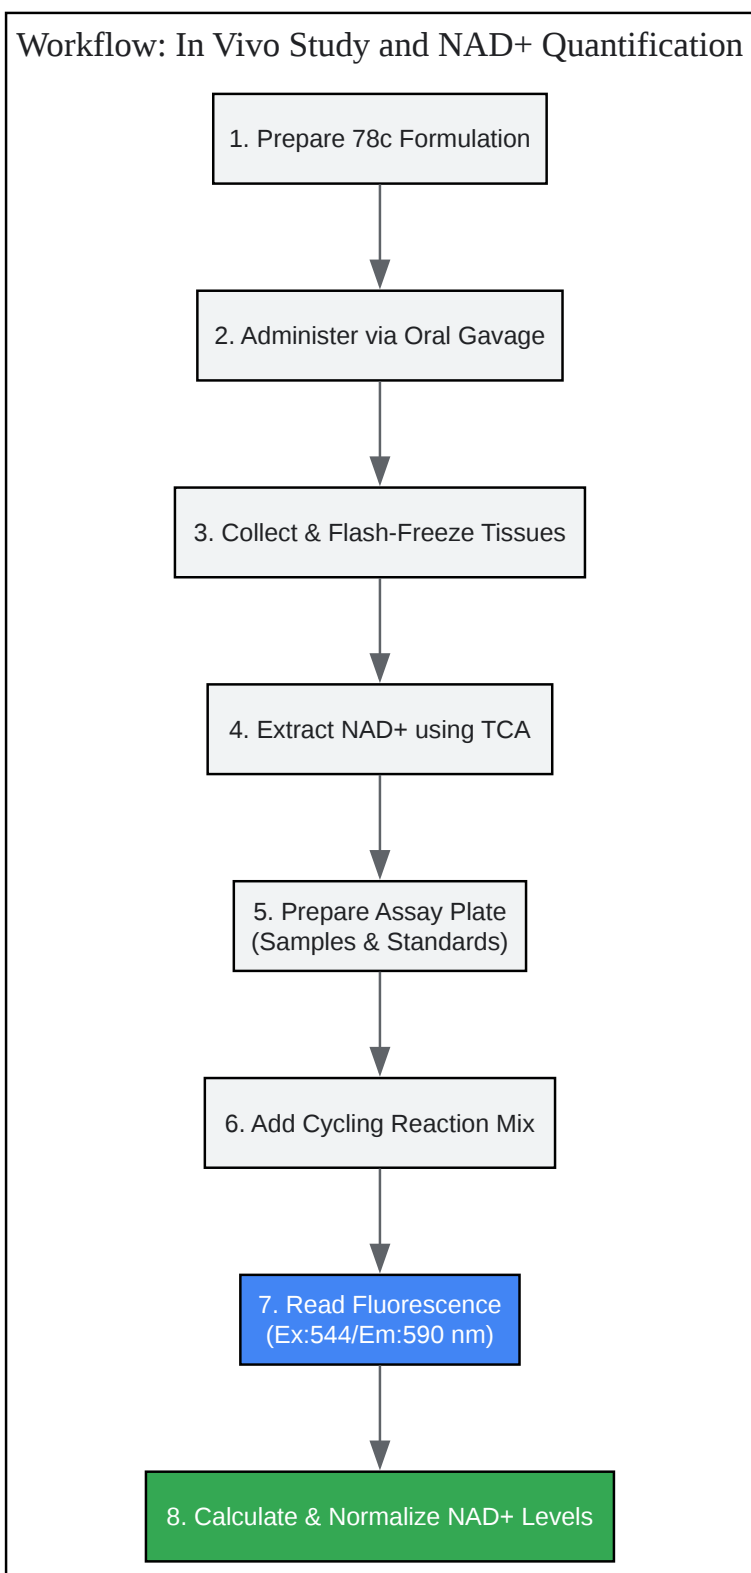 Workflow: In Vivo Study and NAD+ Quantification
1. Prepare 78c Formulation
2. Administer via Oral Gavage
3. Collect & Flash-Freeze Tissues
4. Extract NAD+ using TCA
5. Prepare Assay Plate
(Samples & Standards)
6. Add Cycling Reaction Mix
7. Read Fluorescence
(Ex:544/Em:590 nm)
8. Calculate & Normalize NAD+ Levels